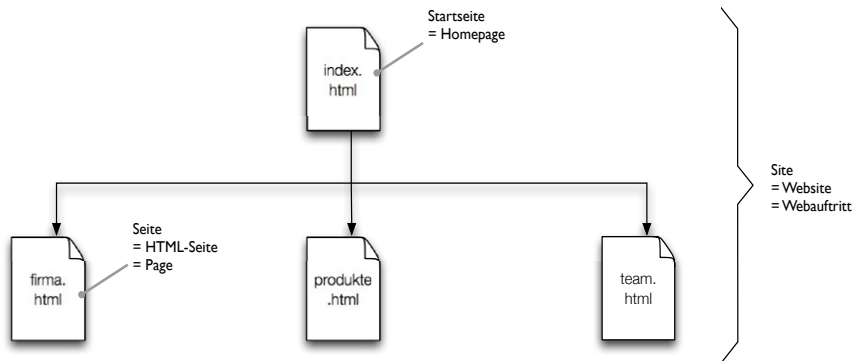 Startseite
= Homepage
index.
html
Site
= Website
= Webauftritt
Seite
= HTML-Seite
= Page
firma.
html
produkte
.html
team.
html